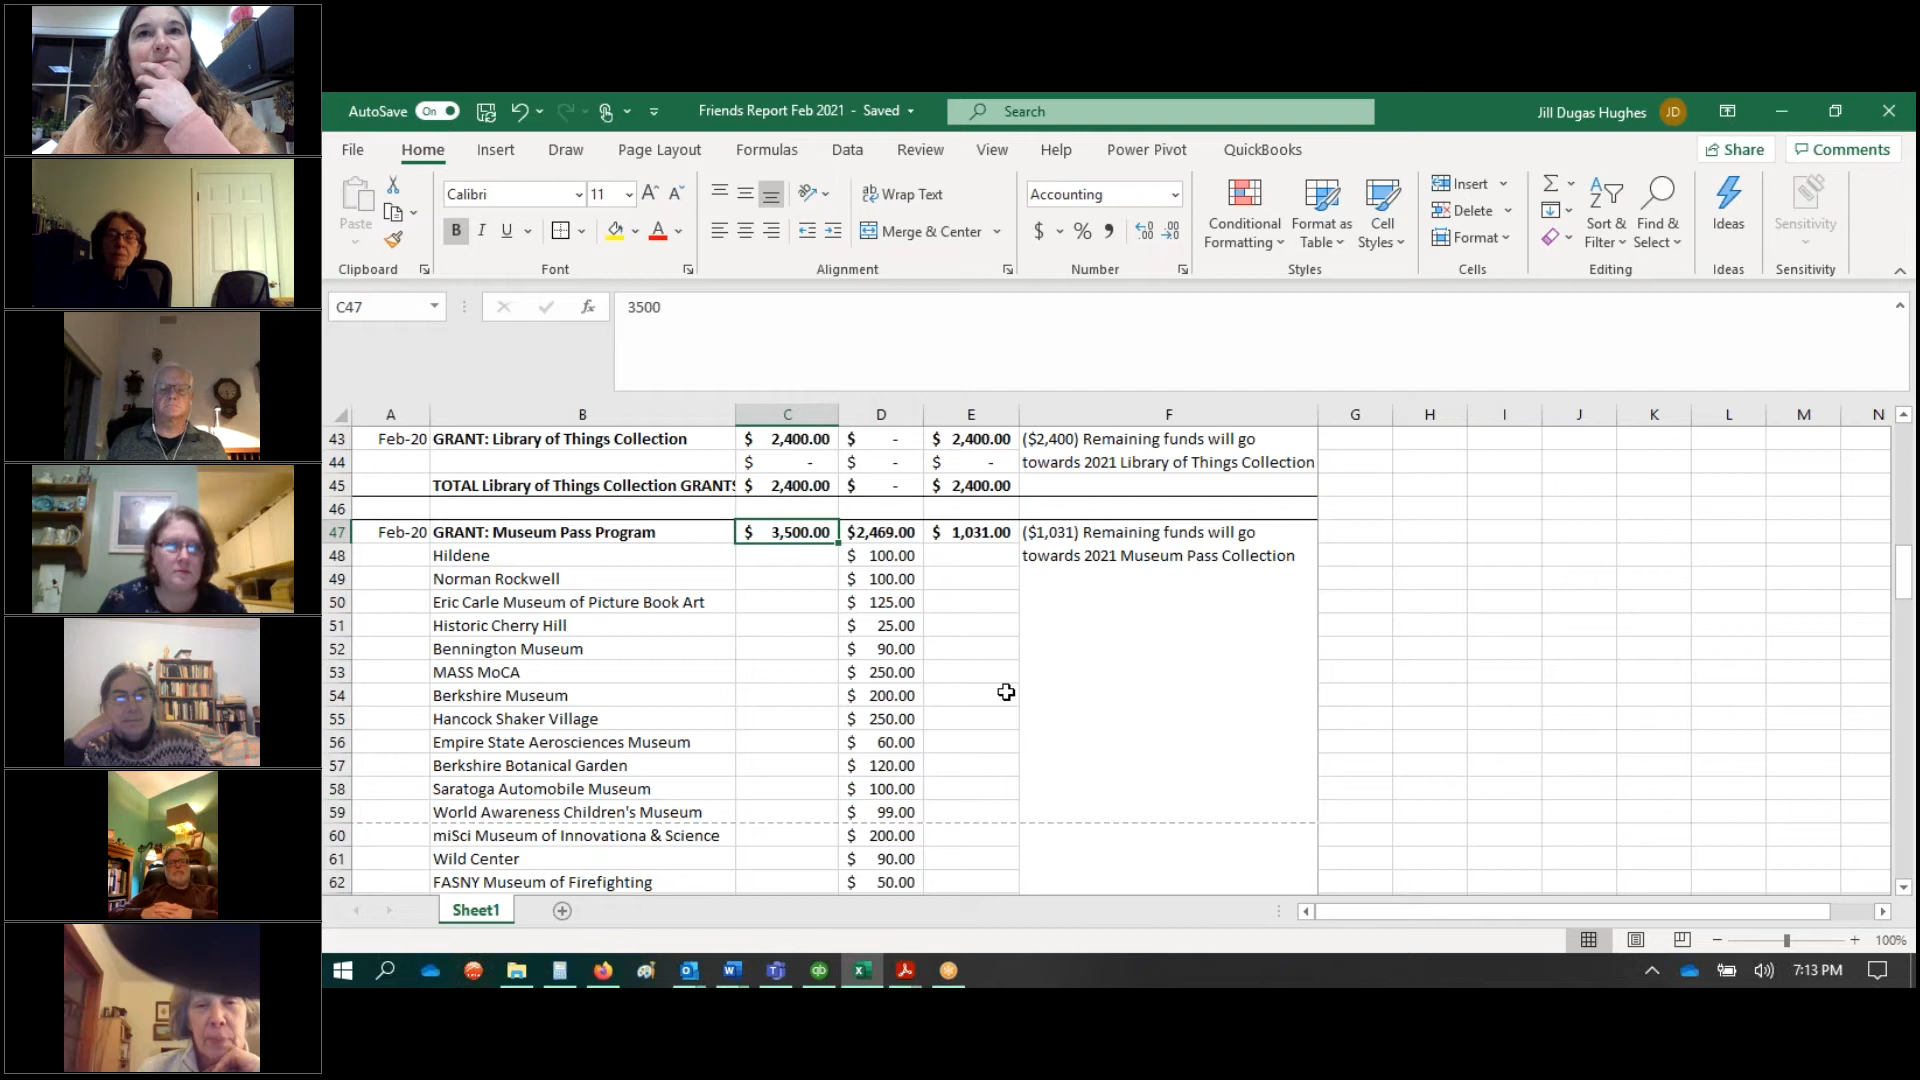 AutoSave On Friends Report Feb 2021 - Saved Search Jill Dugas Hughes JD
File Home Insert Draw Page Layout Formulas Data Review View Help Power Pivot QuickBooks Share Comments
Paste Calibri 11 A^ A˅ ab Wrap Text Accounting Insert Σ
B I U A Merge & Center $ % , Conditional Formatting Format as Table Cell Styles Delete Format Sort & Filter Find & Select Ideas Sensitivity
Clipboard Font Alignment Number Styles Cells Editing Ideas Sensitivity
C47 fx 3500
A B C D E F G H I J K L M N
43 Feb-20 GRANT: Library of Things Collection $ 2,400.00 $ - $ 2,400.00 ($2,400) Remaining funds will go
44 $ - $ - $ - towards 2021 Library of Things Collection
45 TOTAL Library of Things Collection GRANTS $ 2,400.00 $ - $ 2,400.00
46
47 Feb-20 GRANT: Museum Pass Program $ 3,500.00 $2,469.00 $ 1,031.00 ($1,031) Remaining funds will go
48 Hildene $ 100.00 towards 2021 Museum Pass Collection
49 Norman Rockwell $ 100.00
50 Eric Carle Museum of Picture Book Art $ 125.00
51 Historic Cherry Hill $ 25.00
52 Bennington Museum $ 90.00
53 MASS MoCA $ 250.00
54 Berkshire Museum $ 200.00
55 Hancock Shaker Village $ 250.00
56 Empire State Aerosciences Museum $ 60.00
57 Berkshire Botanical Garden $ 120.00
58 Saratoga Automobile Museum $ 100.00
59 World Awareness Children's Museum $ 99.00
60 miSci Museum of Innovationa & Science $ 200.00
61 Wild Center $ 90.00
62 FASNY Museum of Firefighting $ 50.00
Sheet1
100%
7:13 PM